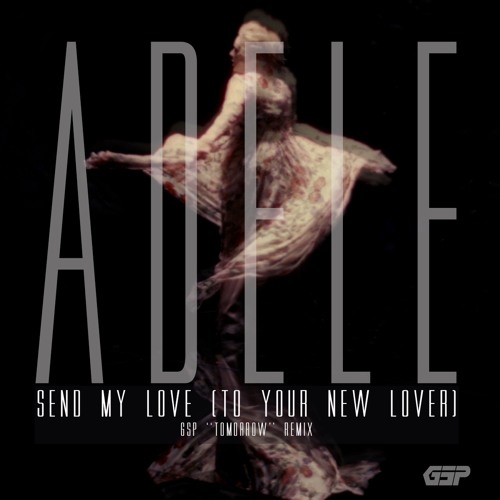 ADELE
SEND MY LOVE (TO YOUR NEW LOVER)
GSP "TOMORROW" REMIX
GSP